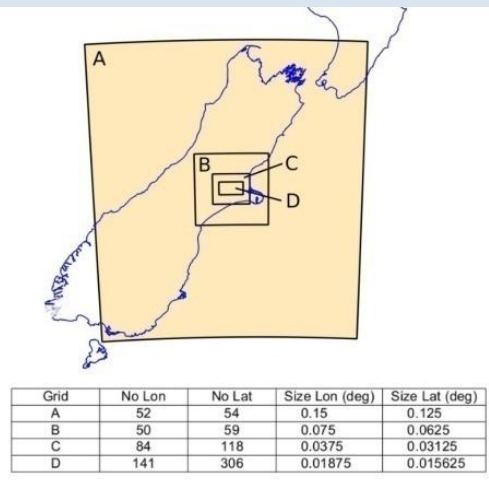 A
B
C
D
Grid No Lon No Lat Size Lon (deg) Size Lat (deg)
A 52 54 0.15 0.125
B 50 59 0.075 0.0625
C 84 118 0.0375 0.03125
D 141 306 0.01875 0.015625